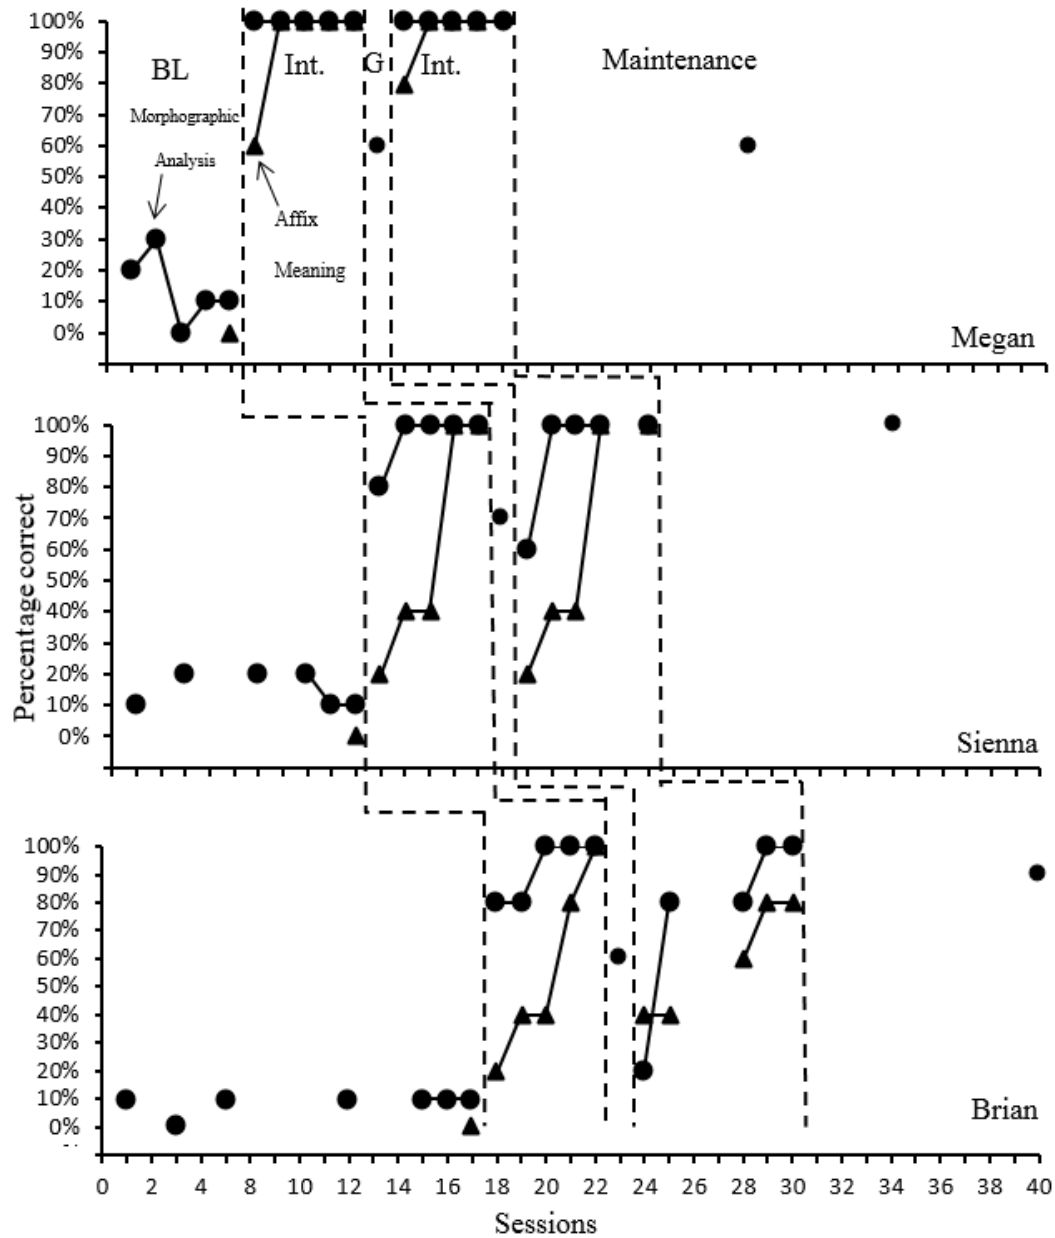 100%
90%
80%
70%
60%
50%
40%
30%
20%
10%
0%
BL
Morphographic
Analysis
Int.
Affix
Meaning
G
Int.
Maintenance
Megan
Percentage correct
100%
90%
80%
70%
60%
50%
40%
30%
20%
10%
0%
Sienna
100%
90%
80%
70%
60%
50%
40%
30%
20%
10%
0%
Brian
0 2 4 6 8 10 12 14 16 18 20 22 24 26 28 30 32 34 36 38 40
Sessions